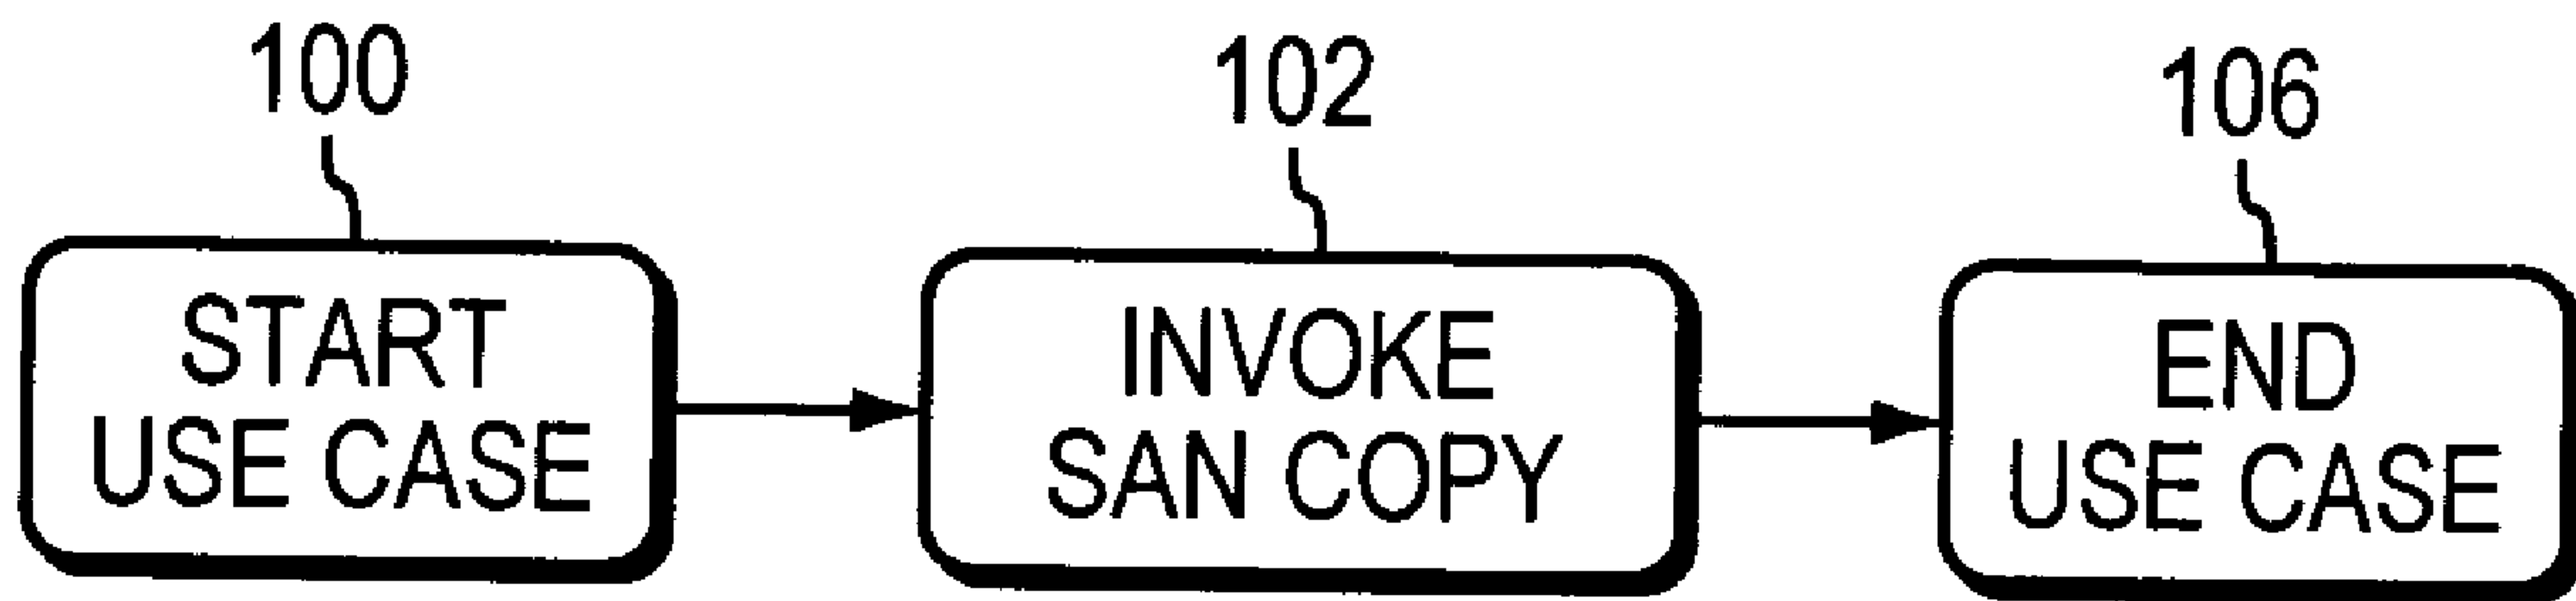 100
102
106
START
USE CASE
INVOKE
SAN COPY
END
USE CASE